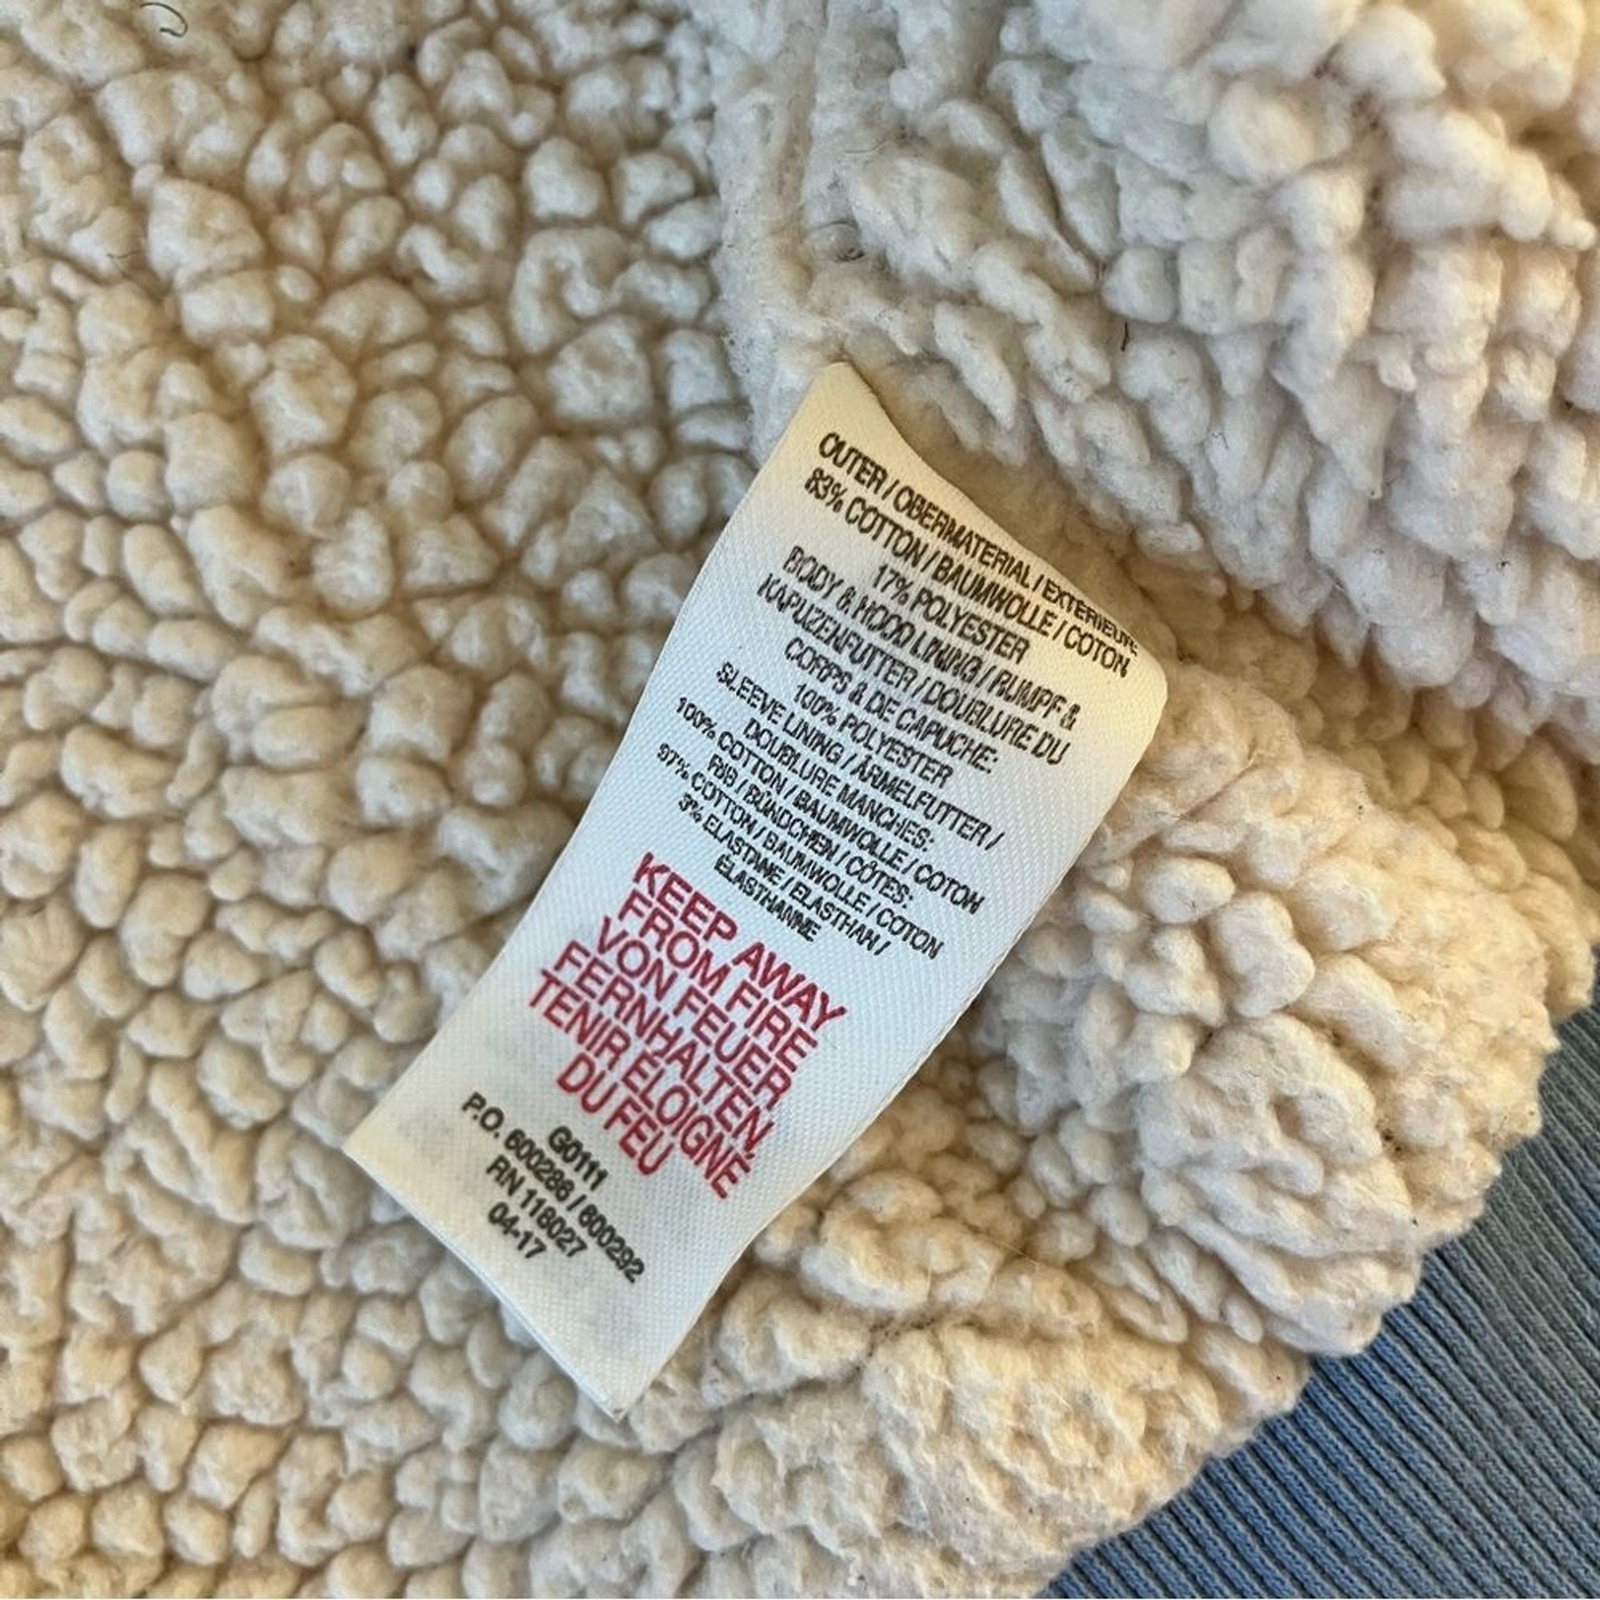 OUTER / OBERMATERIAL / EXTERIEUR:
83% COTTON / BAUMWOLLE / COTON,
17% POLYESTER
BODY & HOOD LINING / RUMPF &
KAPUZENFUTTER / DOUBLURE DU
CORPS & DE CAPUCHE:
100% POLYESTER
SLEEVE LINING / ÄRMELFUTTER /
DOUBLURE MANCHES:
100% COTTON / BAUMWOLLE / COTON
RIB / BÜNDCHEN / CÔTES:
97% COTTON / BAUMWOLLE / COTON
3% ELASTANE / ELASTHAN /
ÉLASTHANNE
KEEP AWAY
FROM FIRE
VON FEUER
FERNHALTEN,
TENIR ÉLOIGNÉ
DU FEU
G0111
P.O. 600286 / 600292
RN 118027
04-17